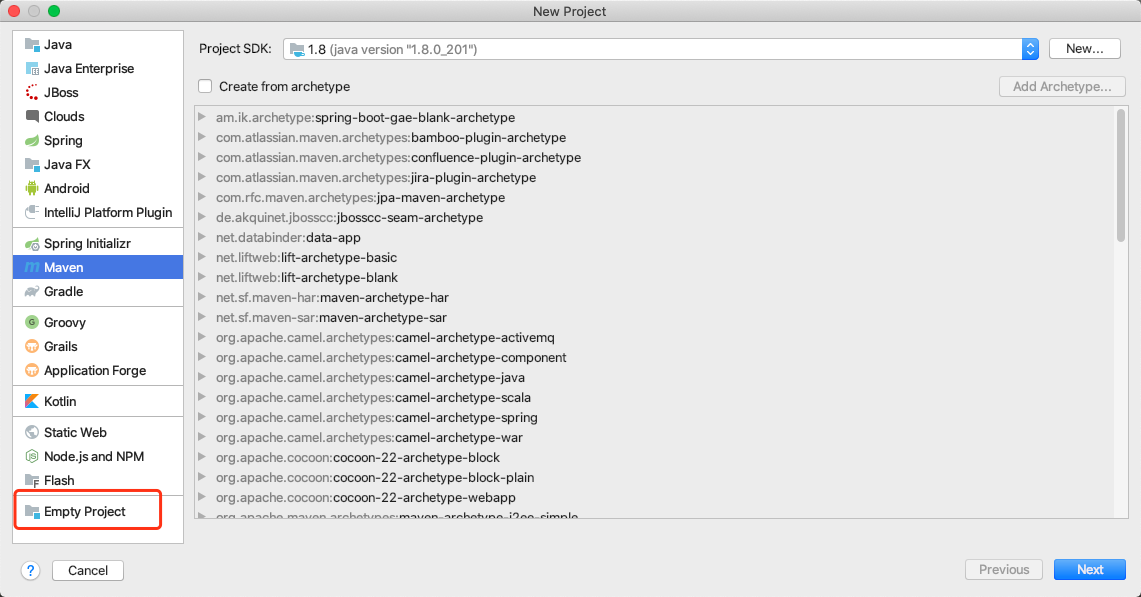 New Project
Java
Java Enterprise
JBoss
Clouds
Spring
Java FX
Android
IntelliJ Platform Plugin
Spring Initializr
m Maven
Gradle
G Groovy
Grails
Application Forge
Kotlin
Static Web
Node.js and NPM
F Flash
Empty Project
Project SDK: 1.8 (java version "1.8.0_201") New...
Create from archetype Add Archetype...
am.ik.archetype:spring-boot-gae-blank-archetype
com.atlassian.maven.archetypes:bamboo-plugin-archetype
com.atlassian.maven.archetypes:confluence-plugin-archetype
com.atlassian.maven.archetypes:jira-plugin-archetype
com.rfc.maven.archetypes:jpa-maven-archetype
de.akquinet.jbosscc:jbosscc-seam-archetype
net.databinder:data-app
net.liftweb:lift-archetype-basic
net.liftweb:lift-archetype-blank
net.sf.maven-har:maven-archetype-har
net.sf.maven-sar:maven-archetype-sar
org.apache.camel.archetypes:camel-archetype-activemq
org.apache.camel.archetypes:camel-archetype-component
org.apache.camel.archetypes:camel-archetype-java
org.apache.camel.archetypes:camel-archetype-scala
org.apache.camel.archetypes:camel-archetype-spring
org.apache.camel.archetypes:camel-archetype-war
org.apache.cocoon:cocoon-22-archetype-block
org.apache.cocoon:cocoon-22-archetype-block-plain
org.apache.cocoon:cocoon-22-archetype-webapp
org.apache.maven.archetypes:maven-archetype-j2ee-simple
? Cancel Previous Next